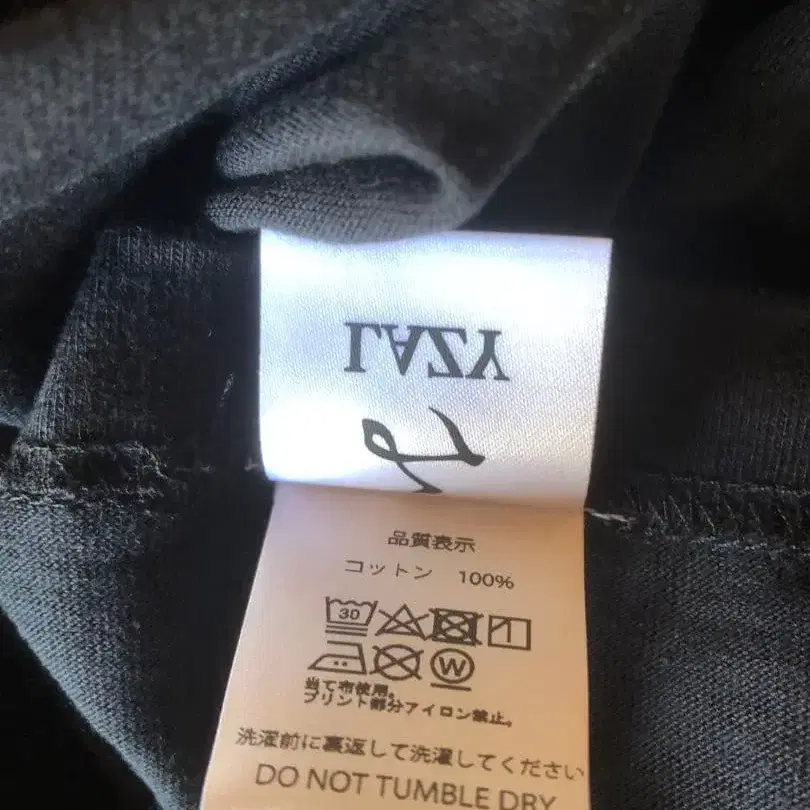 LAZY
品質表示
コットン 100%
30
W
当て布使用。
プリント部分アイロン禁止。
洗濯前に裏返して洗濯してください
DO NOT TUMBLE DRY